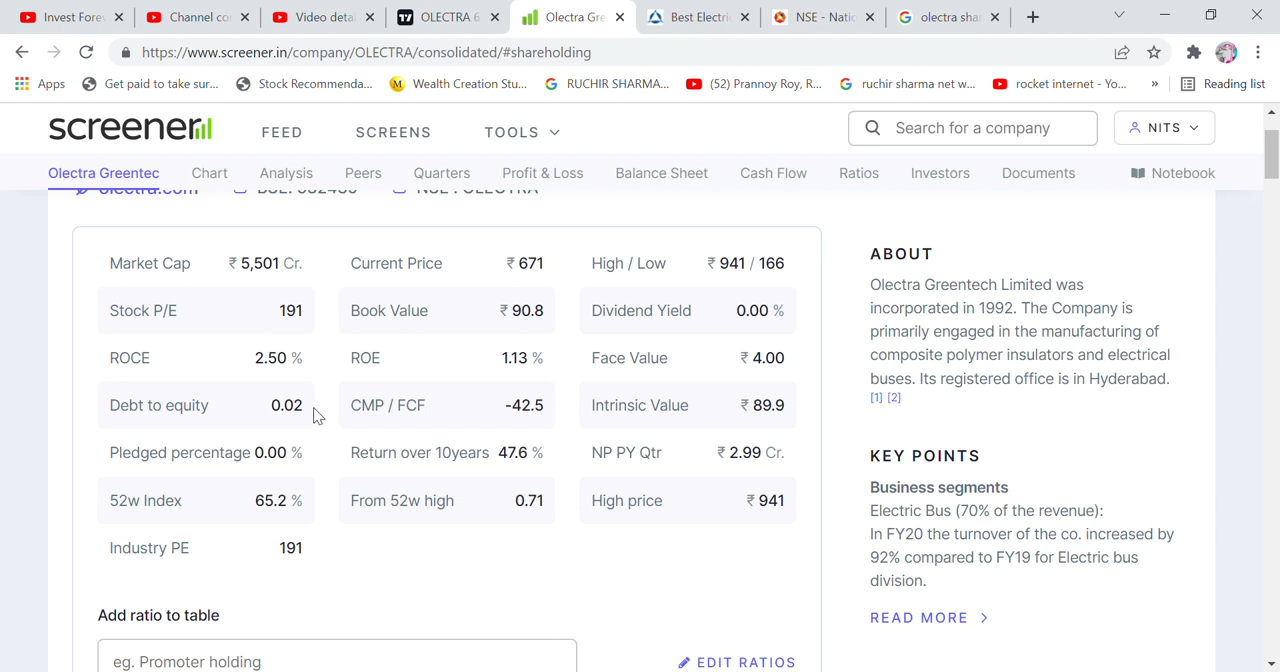 Invest Fore
Channel co
Video detai
OLECTRA 6
Olectra Gre
Best Electri
NSE - Natio
olectra sha
https://www.screener.in/company/OLECTRA/consolidated/#shareholding
Apps
Get paid to take sur...
Stock Recommenda...
M Wealth Creation Stu...
RUCHIR SHARMA...
(52) Prannoy Roy, R...
ruchir sharma net w...
rocket internet - Yo...
»
Reading list
screener
FEED
SCREENS
TOOLS
Search for a company
NITS
Olectra Greentec
Chart
Analysis
Peers
Quarters
Profit & Loss
Balance Sheet
Cash Flow
Ratios
Investors
Documents
Notebook
olectra.com
NSE : OLECTRA
Market Cap ₹ 5,501 Cr.
Current Price ₹ 671
High / Low ₹ 941 / 166
Stock P/E 191
Book Value ₹ 90.8
Dividend Yield 0.00 %
ROCE 2.50 %
ROE 1.13 %
Face Value ₹ 4.00
Debt to equity 0.02
CMP / FCF -42.5
Intrinsic Value ₹ 89.9
Pledged percentage 0.00 %
Return over 10years 47.6 %
NP PY Qtr ₹ 2.99 Cr.
52w Index 65.2 %
From 52w high 0.71
High price ₹ 941
Industry PE 191
Add ratio to table
eg. Promoter holding
EDIT RATIOS
ABOUT
Olectra Greentech Limited was
incorporated in 1992. The Company is
primarily engaged in the manufacturing of
composite polymer insulators and electrical
buses. Its registered office is in Hyderabad.
[1] [2]
KEY POINTS
Business segments
Electric Bus (70% of the revenue):
In FY20 the turnover of the co. increased by
92% compared to FY19 for Electric bus
division.
READ MORE >